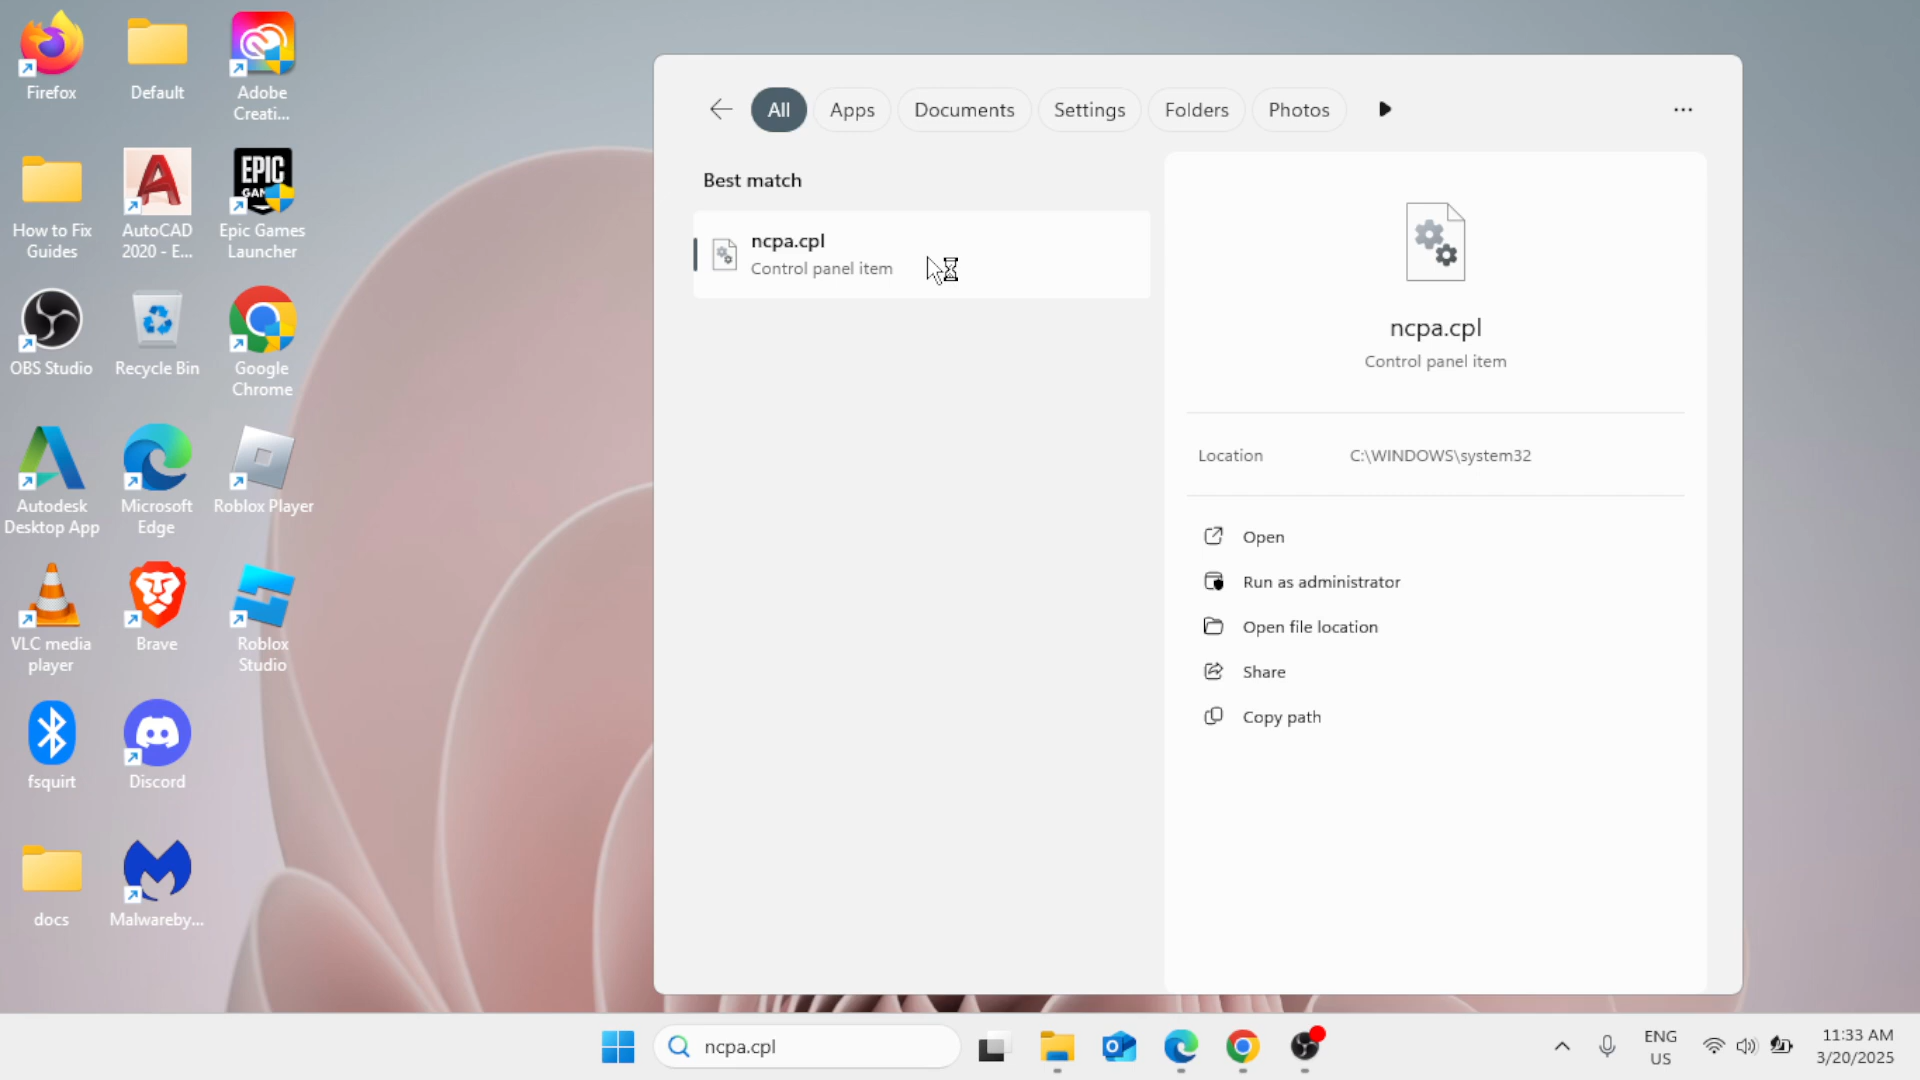 Firefox
Default
Adobe
Creati...
How to Fix
Guides
AutoCAD
2020 - E...
EPIC
GAMES
Epic Games
Launcher
OBS Studio
Recycle Bin
Google
Chrome
Autodesk
Desktop App
Microsoft
Edge
Roblox Player
VLC media
player
Brave
Roblox
Studio
fsquirt
Discord
docs
Malwareby...
All
Apps
Documents
Settings
Folders
Photos
Best match
ncpa.cpl
Control panel item
ncpa.cpl
Control panel item
Location C:\WINDOWS\system32
Open
Run as administrator
Open file location
Share
Copy path
ncpa.cpl
ENG
US
11:33 AM
3/20/2025